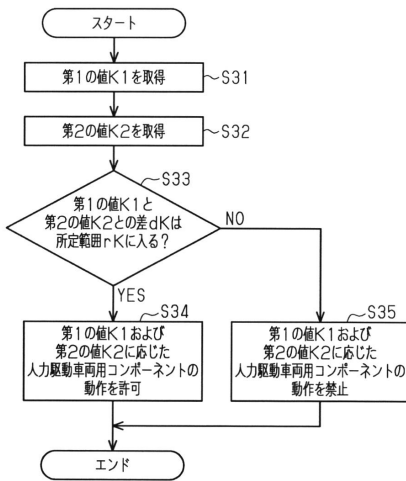 スタート
第1の値K1を取得
S31
第2の値K2を取得
S32
S33
第1の値K1と
第2の値K2との差dKは
所定範囲rKに入る?
NO
YES
S34
第1の値K1および
第2の値K2に応じた
人力駆動車両用コンポーネントの
動作を許可
S35
第1の値K1および
第2の値K2に応じた
人力駆動車両用コンポーネントの
動作を禁止
エンド